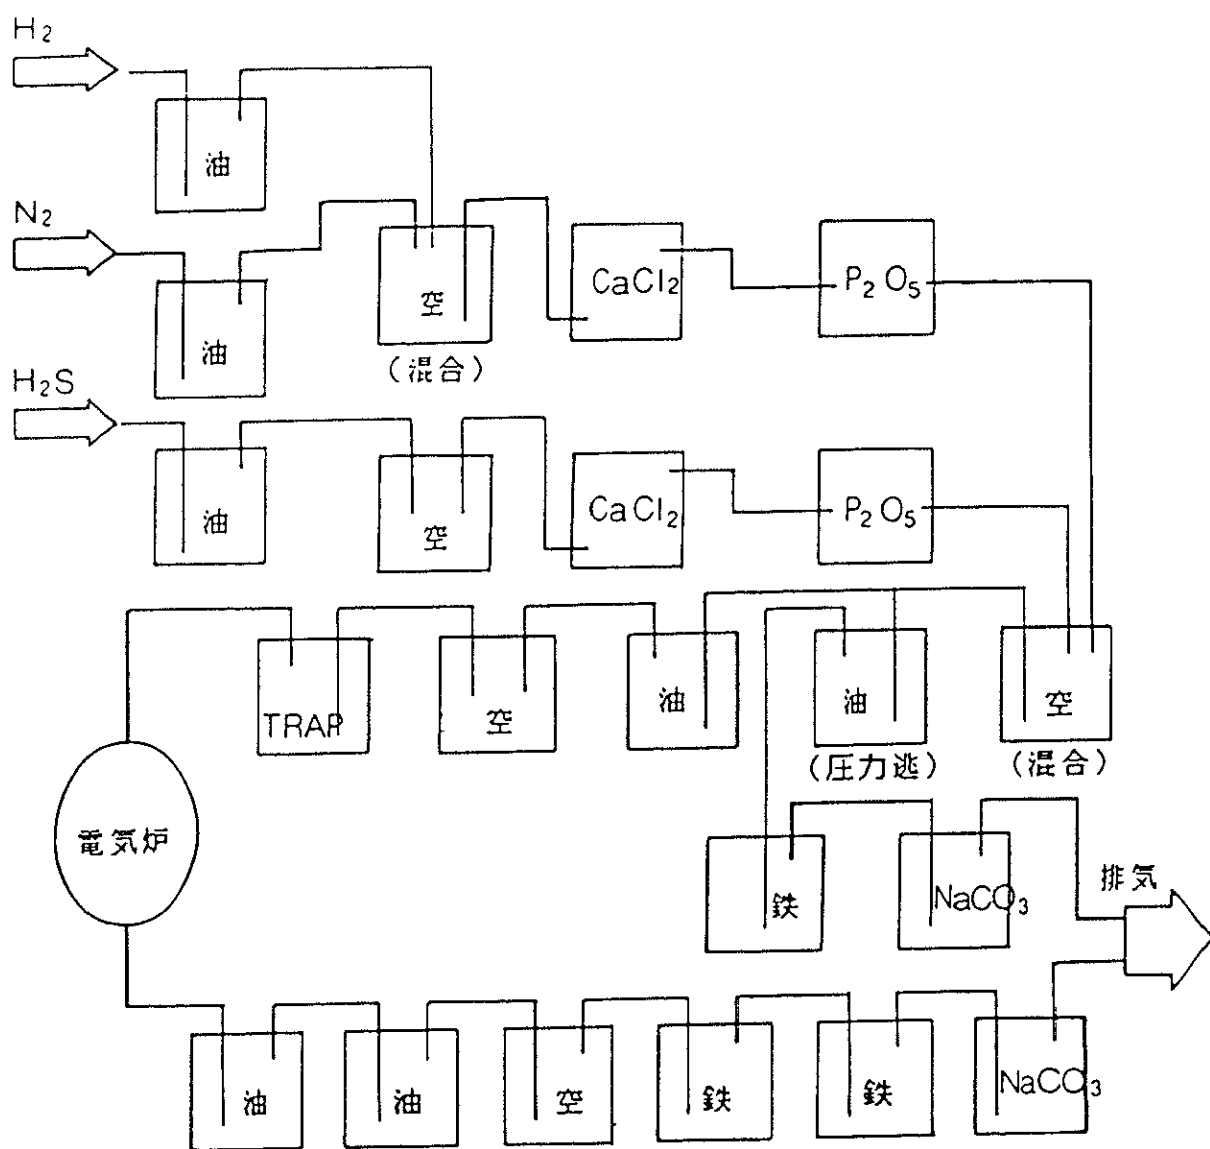 H₂
油
N₂
油
空
(混合)
CaCl₂
P₂O₅
H₂S
油
空
CaCl₂
P₂O₅
TRAP
空
油
油
(圧力逃)
空
(混合)
電気炉
鉄
NaCO₃
排気
油
油
空
鉄
鉄
NaCO₃